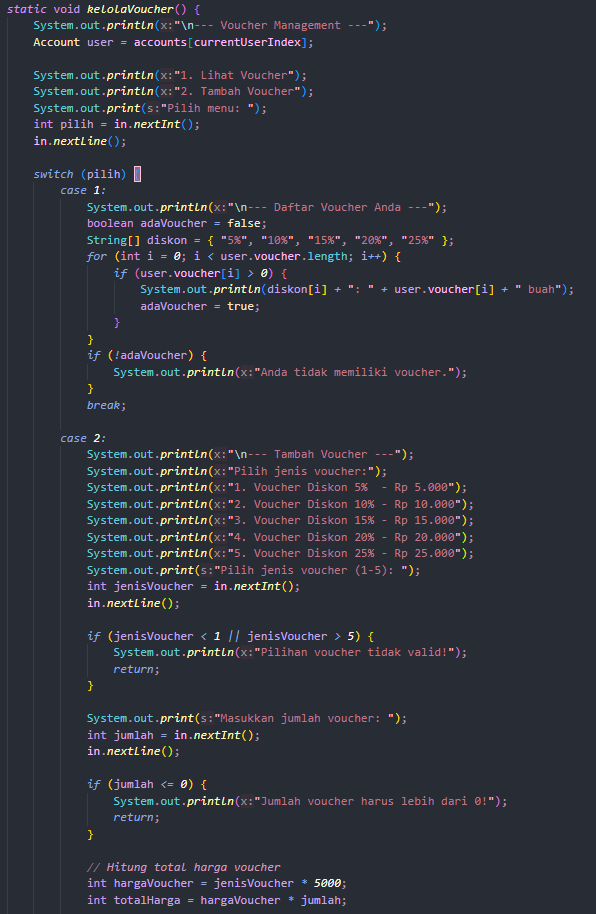 static void kelolaVoucher() {
    System.out.println(x:"\n--- Voucher Management ---");
    Account user = accounts[currentUserIndex];

    System.out.println(x:"1. Lihat Voucher");
    System.out.println(x:"2. Tambah Voucher");
    System.out.print(s:"Pilih menu: ");
    int pilih = in.nextInt();
    in.nextLine();

    switch (pilih) {
        case 1:
            System.out.println(x:"\n--- Daftar Voucher Anda ---");
            boolean adaVoucher = false;
            String[] diskon = { "5%", "10%", "15%", "20%", "25%" };
            for (int i = 0; i < user.voucher.length; i++) {
                if (user.voucher[i] > 0) {
                    System.out.println(diskon[i] + ": " + user.voucher[i] + " buah");
                    adaVoucher = true;
                }
            }
            if (!adaVoucher) {
                System.out.println(x:"Anda tidak memiliki voucher.");
            }
            break;

        case 2:
            System.out.println(x:"\n--- Tambah Voucher ---");
            System.out.println(x:"Pilih jenis voucher:");
            System.out.println(x:"1. Voucher Diskon 5%  - Rp 5.000");
            System.out.println(x:"2. Voucher Diskon 10% - Rp 10.000");
            System.out.println(x:"3. Voucher Diskon 15% - Rp 15.000");
            System.out.println(x:"4. Voucher Diskon 20% - Rp 20.000");
            System.out.println(x:"5. Voucher Diskon 25% - Rp 25.000");
            System.out.print(s:"Pilih jenis voucher (1-5): ");
            int jenisVoucher = in.nextInt();
            in.nextLine();

            if (jenisVoucher < 1 || jenisVoucher > 5) {
                System.out.println(x:"Pilihan voucher tidak valid!");
                return;
            }

            System.out.print(s:"Masukkan jumlah voucher: ");
            int jumlah = in.nextInt();
            in.nextLine();

            if (jumlah <= 0) {
                System.out.println(x:"Jumlah voucher harus lebih dari 0!");
                return;
            }

            // Hitung total harga voucher
            int hargaVoucher = jenisVoucher * 5000;
            int totalHarga = hargaVoucher * jumlah;